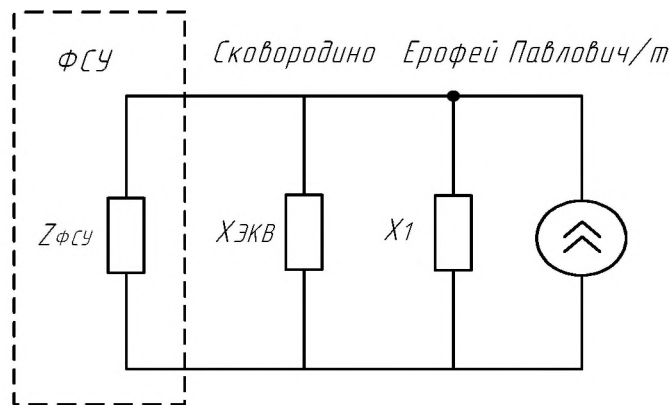 ФСУ
Сковородино
Ерофей Павлович/т
Zфсу
Xэкв
X1